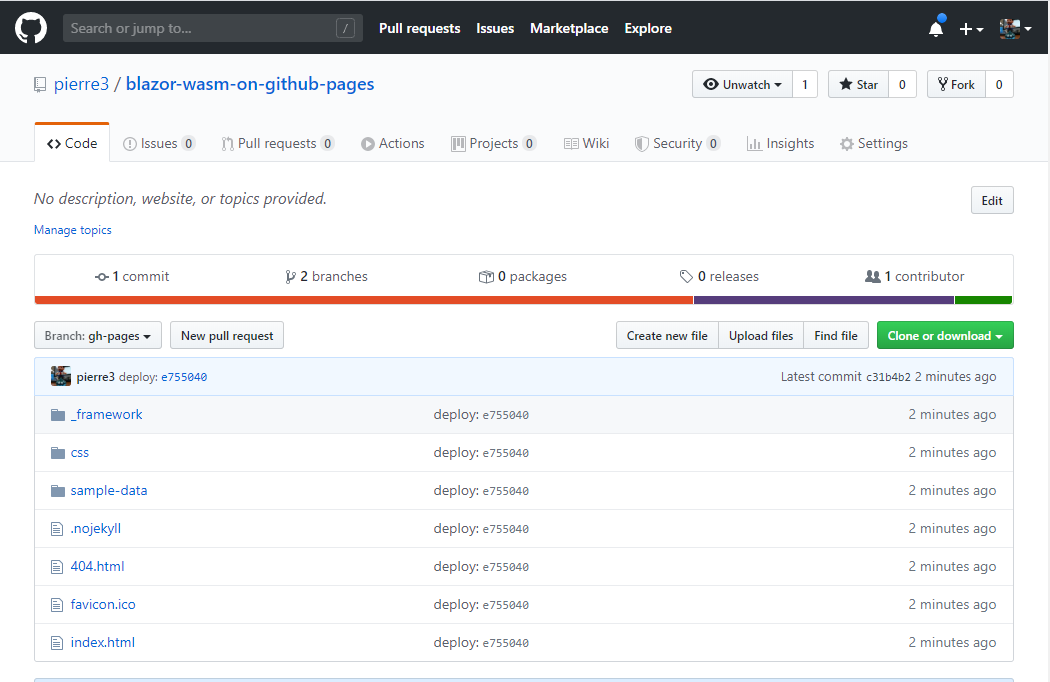 Search or jump to... / Pull requests Issues Marketplace Explore
pierre3 / blazor-wasm-on-github-pages Unwatch 1 Star 0 Fork 0
Code Issues 0 Pull requests 0 Actions Projects 0 Wiki Security 0 Insights Settings
No description, website, or topics provided. Edit
Manage topics
1 commit 2 branches 0 packages 0 releases 1 contributor
Branch: gh-pages New pull request Create new file Upload files Find file Clone or download
pierre3 deploy: e755040 Latest commit c31b4b2 2 minutes ago
_framework deploy: e755040 2 minutes ago
css deploy: e755040 2 minutes ago
sample-data deploy: e755040 2 minutes ago
.nojekyll deploy: e755040 2 minutes ago
404.html deploy: e755040 2 minutes ago
favicon.ico deploy: e755040 2 minutes ago
index.html deploy: e755040 2 minutes ago